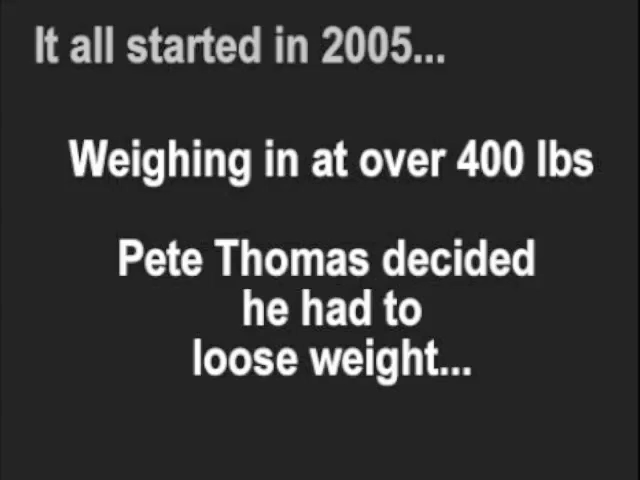 It all started in 2005...
Weighing in at over 400 lbs
Pete Thomas decided
he had to
loose weight...